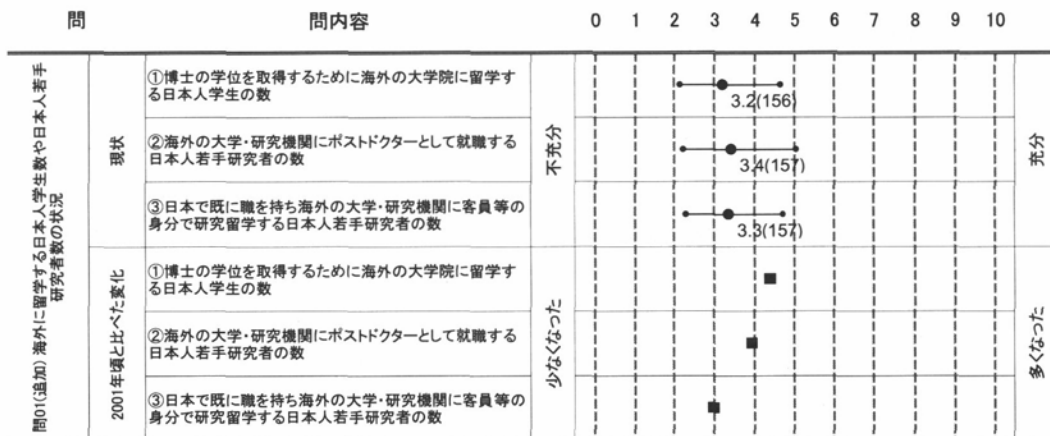 問
問内容
0 1 2 3 4 5 6 7 8 9 10
問01(追加) 海外に留学する日本人学生数や日本人若手
研究者数の状況
現状
①博士の学位を取得するために海外の大学院に留学す
る日本人学生の数
3.2(156)
②海外の大学・研究機関にポストドクターとして就職する
日本人若手研究者の数
3.4(157)
③日本で既に職を持ち海外の大学・研究機関に客員等の
身分で研究留学する日本人若手研究者の数
3.3(157)
不充分
充分
2001年頃と比べた変化
①博士の学位を取得するために海外の大学院に留学す
る日本人学生の数
②海外の大学・研究機関にポストドクターとして就職する
日本人若手研究者の数
③日本で既に職を持ち海外の大学・研究機関に客員等の
身分で研究留学する日本人若手研究者の数
少なくなった
多くなった